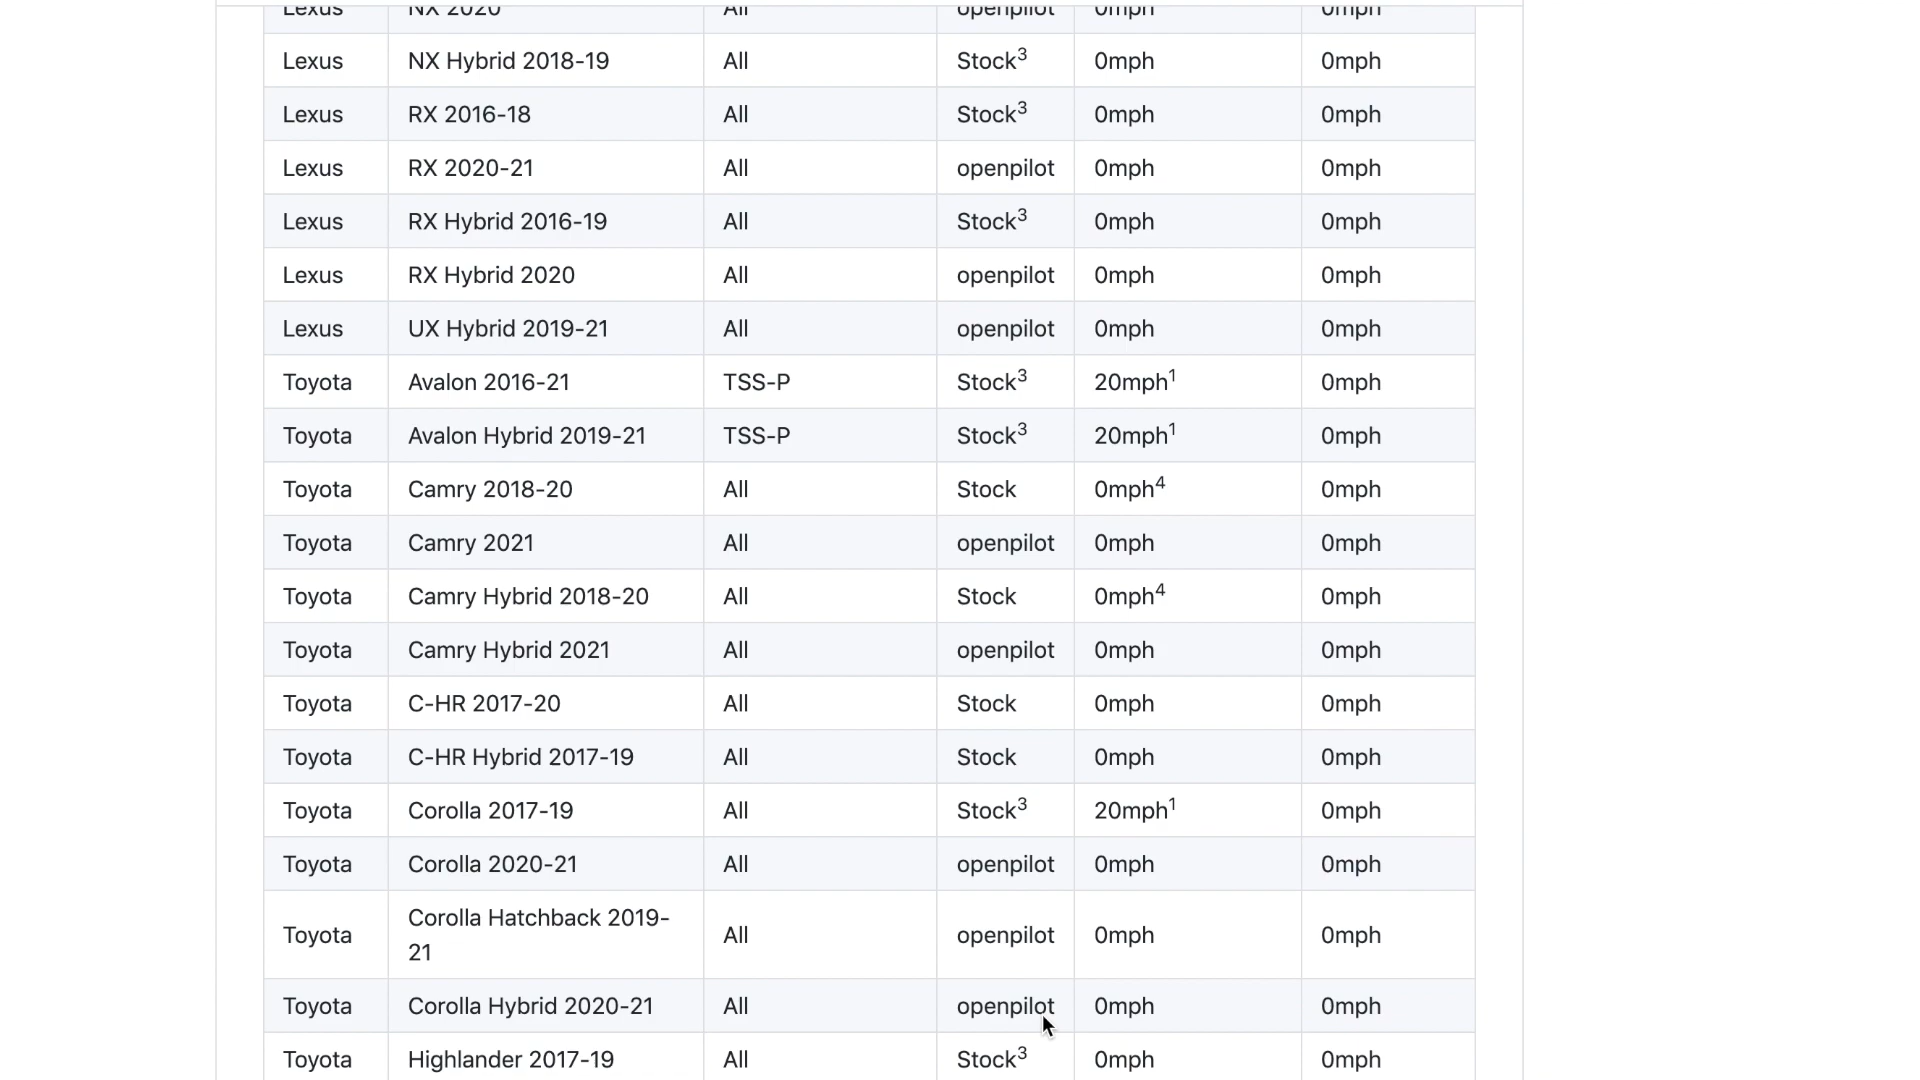 Lexus NX 2020 All openpilot 0mph 0mph
Lexus NX Hybrid 2018-19 All Stock3 0mph 0mph
Lexus RX 2016-18 All Stock3 0mph 0mph
Lexus RX 2020-21 All openpilot 0mph 0mph
Lexus RX Hybrid 2016-19 All Stock3 0mph 0mph
Lexus RX Hybrid 2020 All openpilot 0mph 0mph
Lexus UX Hybrid 2019-21 All openpilot 0mph 0mph
Toyota Avalon 2016-21 TSS-P Stock3 20mph1 0mph
Toyota Avalon Hybrid 2019-21 TSS-P Stock3 20mph1 0mph
Toyota Camry 2018-20 All Stock 0mph4 0mph
Toyota Camry 2021 All openpilot 0mph 0mph
Toyota Camry Hybrid 2018-20 All Stock 0mph4 0mph
Toyota Camry Hybrid 2021 All openpilot 0mph 0mph
Toyota C-HR 2017-20 All Stock 0mph 0mph
Toyota C-HR Hybrid 2017-19 All Stock 0mph 0mph
Toyota Corolla 2017-19 All Stock3 20mph1 0mph
Toyota Corolla 2020-21 All openpilot 0mph 0mph
Toyota Corolla Hatchback 2019-
21 All openpilot 0mph 0mph
Toyota Corolla Hybrid 2020-21 All openpilot 0mph 0mph
Toyota Highlander 2017-19 All Stock3 0mph 0mph